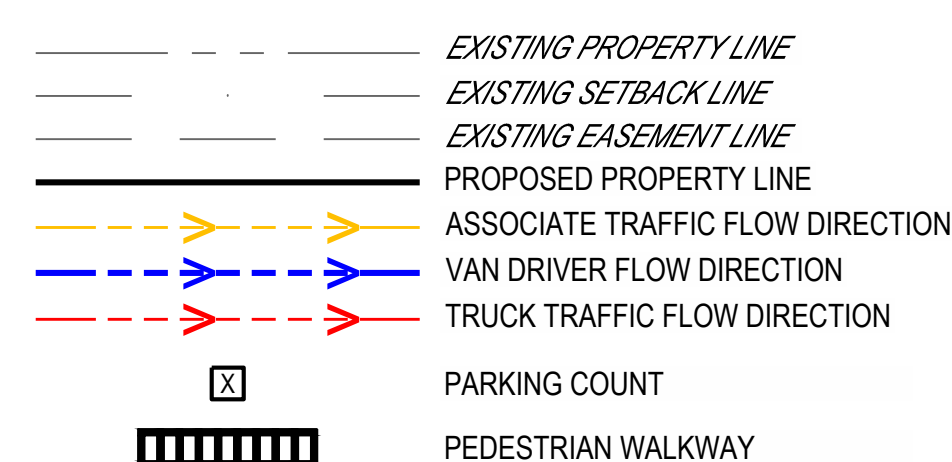 EXISTING PROPERTY LINE
EXISTING SETBACK LINE
EXISTING EASEMENT LINE
PROPOSED PROPERTY LINE
ASSOCIATE TRAFFIC FLOW DIRECTION
VAN DRIVER FLOW DIRECTION
TRUCK TRAFFIC FLOW DIRECTION
X PARKING COUNT
PEDESTRIAN WALKWAY